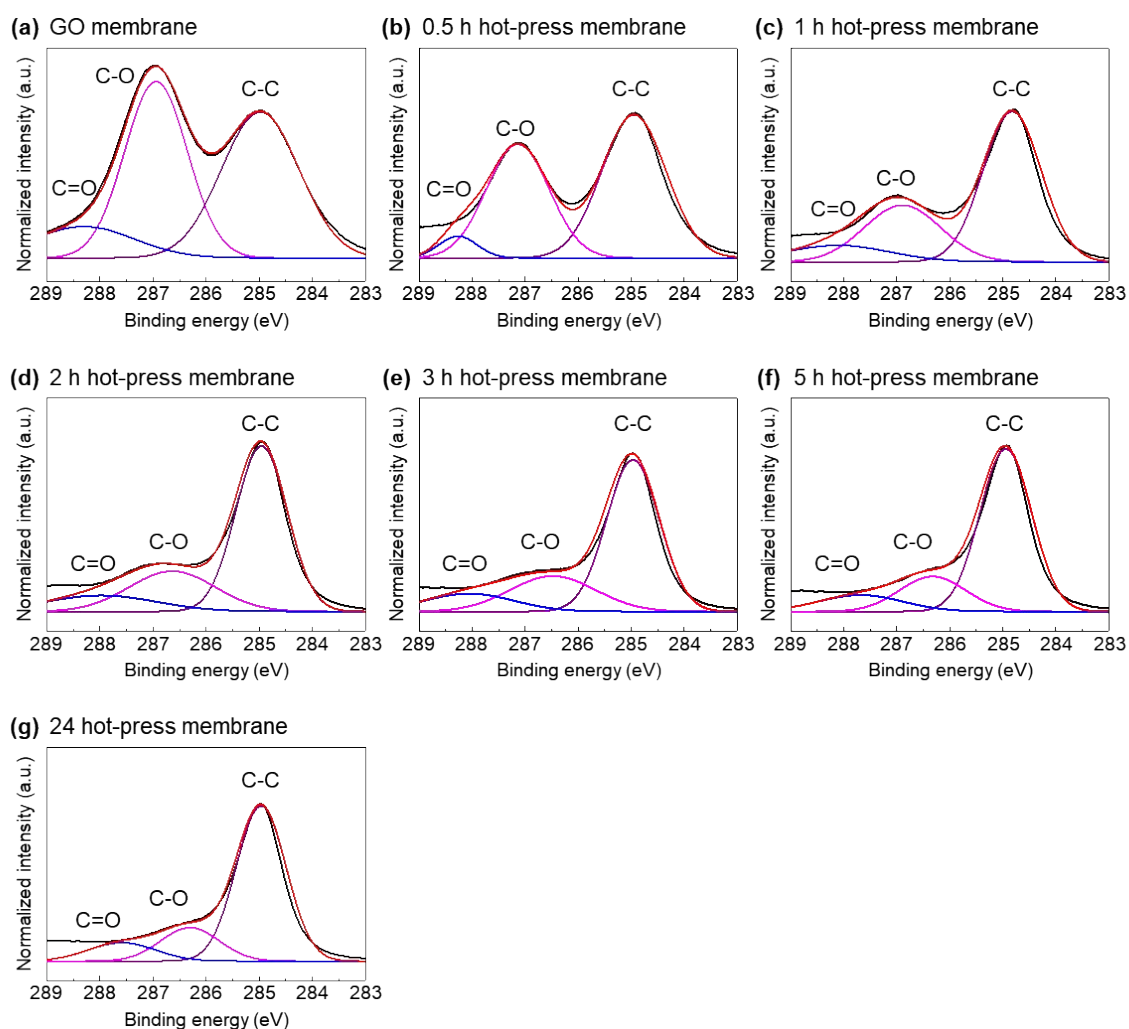 (a) GO membrane
Normalized intensity (a.u.)
C-O
C-C
C=O
289 288 287 286 285 284 283
Binding energy (eV)
(b) 0.5 h hot-press membrane
Normalized intensity (a.u.)
C-C
C-O
C=O
289 288 287 286 285 284 283
Binding energy (eV)
(c) 1 h hot-press membrane
Normalized intensity (a.u.)
C-C
C-O
C=O
289 288 287 286 285 284 283
Binding energy (eV)
(d) 2 h hot-press membrane
Normalized intensity (a.u.)
C-C
C-O
C=O
289 288 287 286 285 284 283
Binding energy (eV)
(e) 3 h hot-press membrane
Normalized intensity (a.u.)
C-C
C-O
C=O
289 288 287 286 285 284 283
Binding energy (eV)
(f) 5 h hot-press membrane
Normalized intensity (a.u.)
C-C
C-O
C=O
289 288 287 286 285 284 283
Binding energy (eV)
(g) 24 hot-press membrane
Normalized intensity (a.u.)
C-C
C-O
C=O
289 288 287 286 285 284 283
Binding energy (eV)